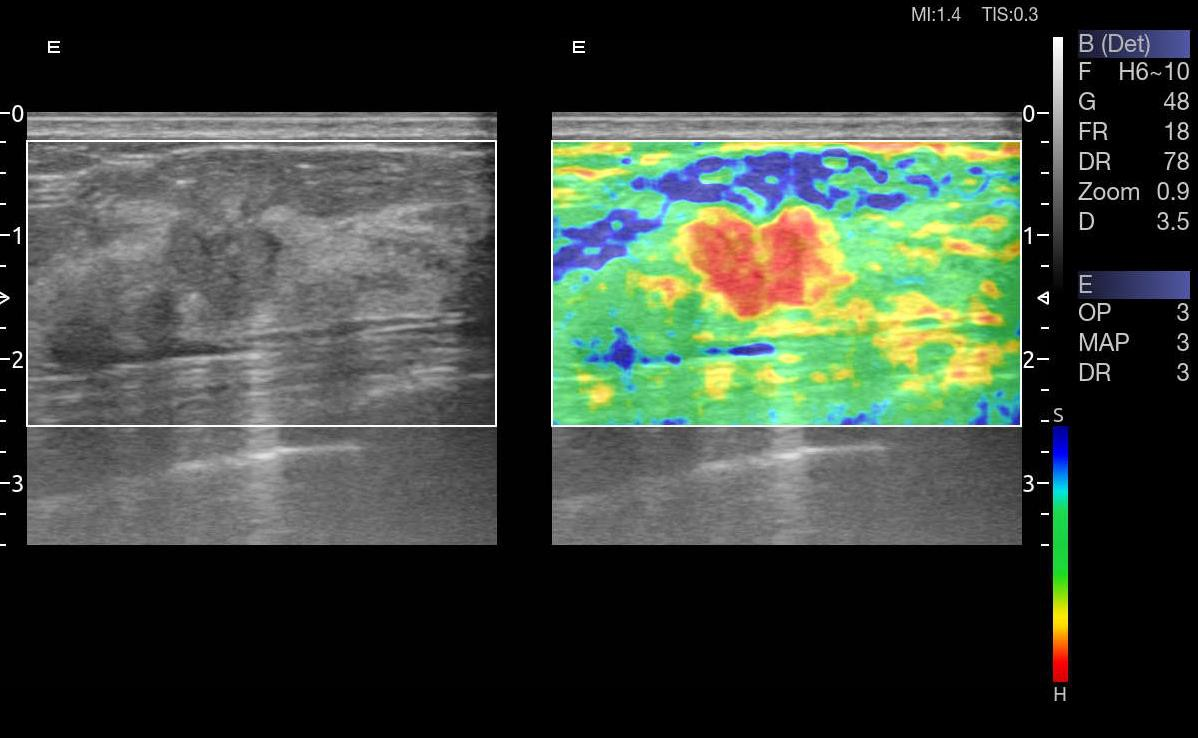 MI:1.4 TIS:0.3
E E
B (Det)
F H6~10
G 48
FR 18
DR 78
Zoom 0.9
D 3.5
E
OP 3
MAP 3
DR 3
0 0
1 1
2 2
3 3
S
H